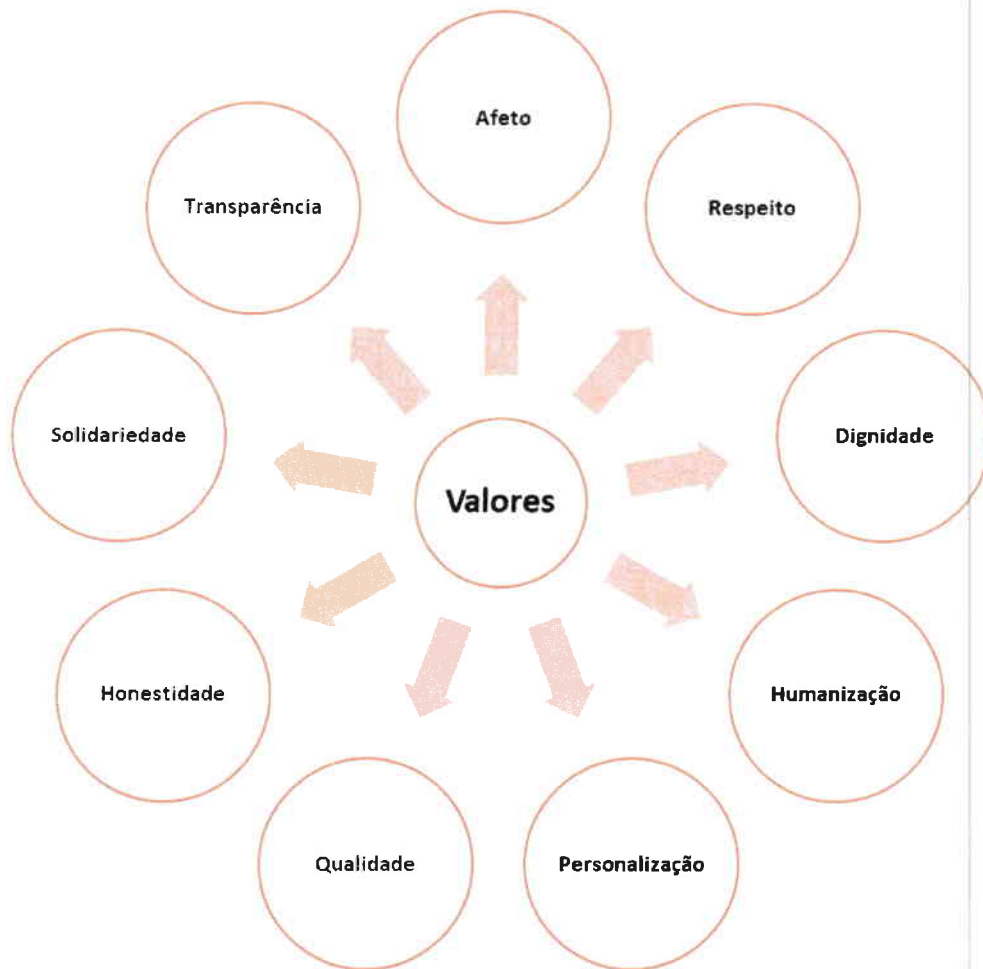 Afeto
Transparência
Respeito
Solidariedade
Dignidade
Valores
Honestidade
Humanização
Qualidade
Personalização